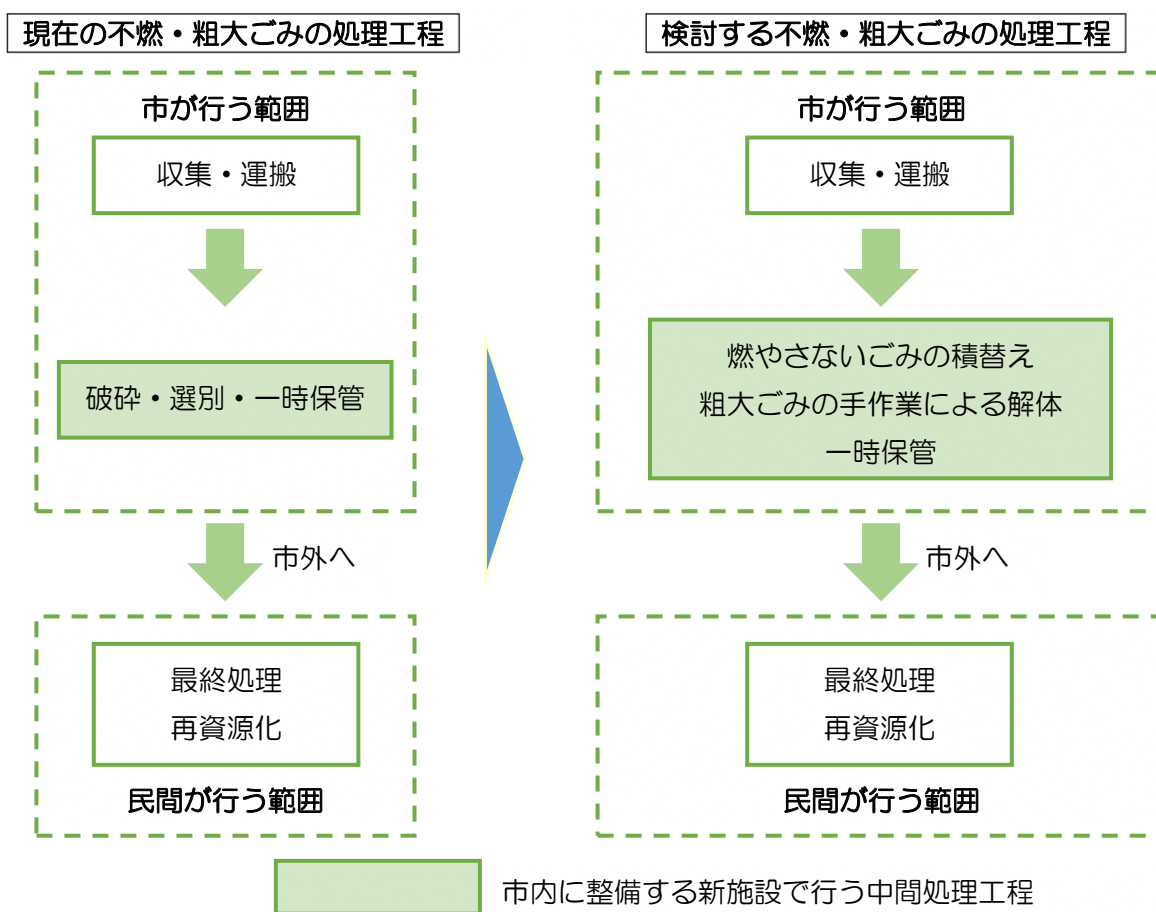 現在の不燃・粗大ごみの処理工程
市が行う範囲
収集・運搬
破砕・選別・一時保管
市外へ
最終処理
再資源化
民間が行う範囲
検討する不燃・粗大ごみの処理工程
市が行う範囲
収集・運搬
燃やさないごみの積替え
粗大ごみの手作業による解体
一時保管
市外へ
最終処理
再資源化
民間が行う範囲
市内に整備する新施設で行う中間処理工程